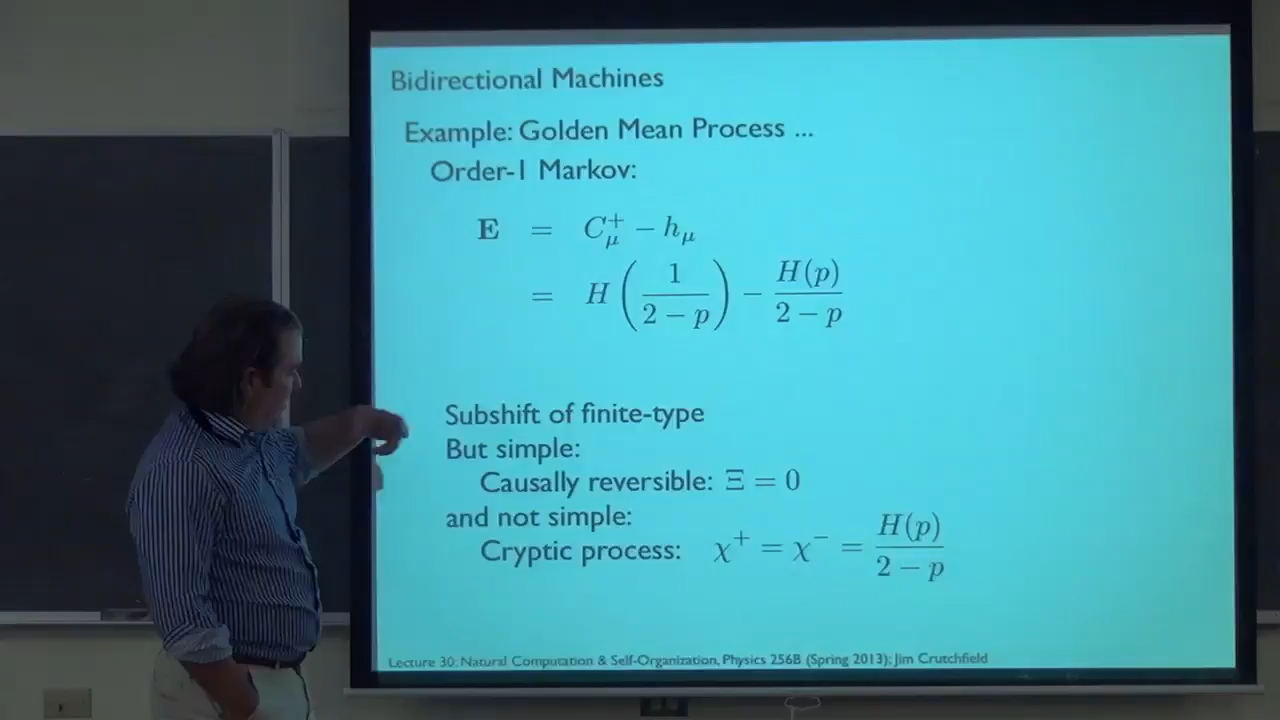 Bidirectional Machines
Example: Golden Mean Process ...
Order-1 Markov:
E = C_μ^+ − h_μ
= H(1/(2 − p)) − H(p)/(2 − p)
Subshift of finite-type
But simple:
Causally reversible: Ξ = 0
and not simple:
Cryptic process: χ^+ = χ^− = H(p)/(2 − p)
Lecture 30: Natural Computation & Self-Organization, Physics 256B (Spring 2013); Jim Crutchfield